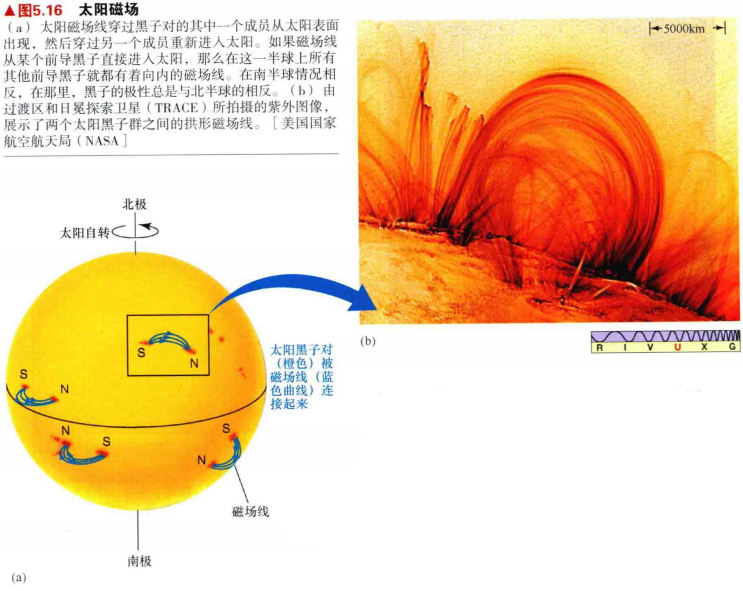 ▲图5.16 太阳磁场
（a）太阳磁场线穿过黑子对的其中一个成员从太阳表面
出现，然后穿过另一个成员重新进入太阳。如果磁场线
从某个前导黑子直接进入太阳，那么在这一半球上所有
其他前导黑子就都有着向内的磁场线。在南半球情况相
反，在那里，黑子的极性总是与北半球的相反。（b）由
过渡区和日冕探索卫星（TRACE）所拍摄的紫外图像，
展示了两个太阳黑子群之间的拱形磁场线。［美国国家
航空航天局（NASA］
5000km
北极
太阳自转
S
N
太阳黑子对
（橙色）被
磁场线（蓝
色曲线）连
接起来
S
N
N
S
S
N
磁场线
南极
(a)
(b)
R I V U X G